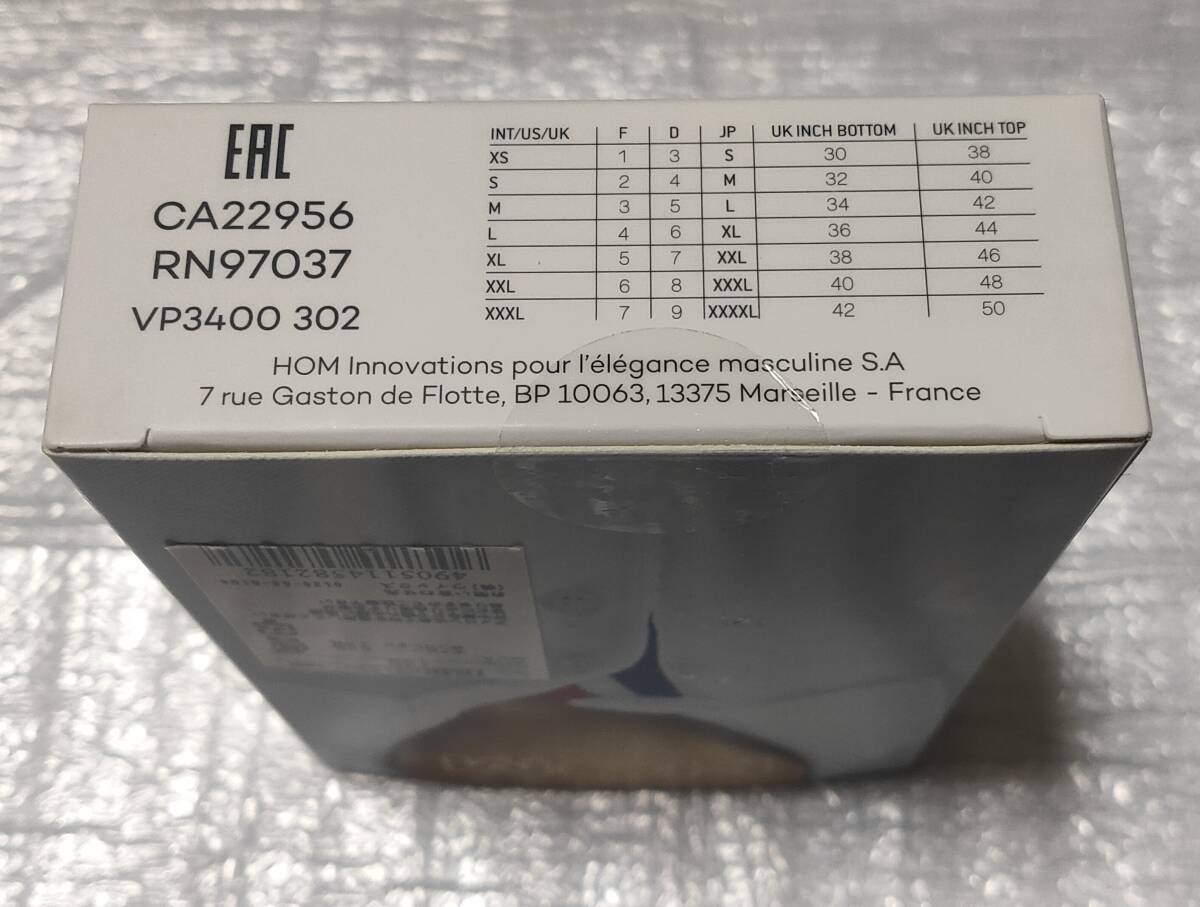 EAC
CA22956
RN97037
VP3400 302
INT/US/UK F D JP UK INCH BOTTOM UK INCH TOP
XS 1 3 S 30 38
S 2 4 M 32 40
M 3 5 L 34 42
L 4 6 XL 36 44
XL 5 7 XXL 38 46
XXL 6 8 XXXL 40 48
XXXL 7 9 XXXXL 42 50
HOM Innovations pour l'élégance masculine S.A
7 rue Gaston de Flotte, BP 10063, 13375 Marseille - France
4905114582182